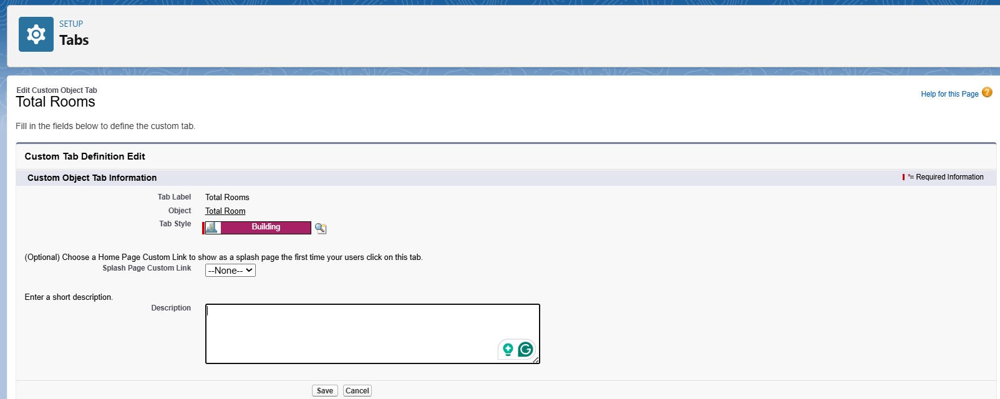 SETUP
Tabs
Edit Custom Object Tab
Total Rooms
Help for this Page ?
Fill in the fields below to define the custom tab.
Custom Tab Definition Edit
Custom Object Tab Information
*= Required Information
Tab Label Total Rooms
Object Total Room
Tab Style Building
(Optional) Choose a Home Page Custom Link to show as a splash page the first time your users click on this tab.
Splash Page Custom Link --None--
Enter a short description.
Description
Save Cancel